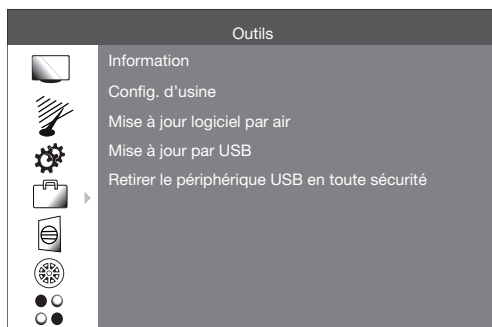 Outils
Information
Config. d'usine
Mise à jour logiciel par air
Mise à jour par USB
Retirer le périphérique USB en toute sécurité